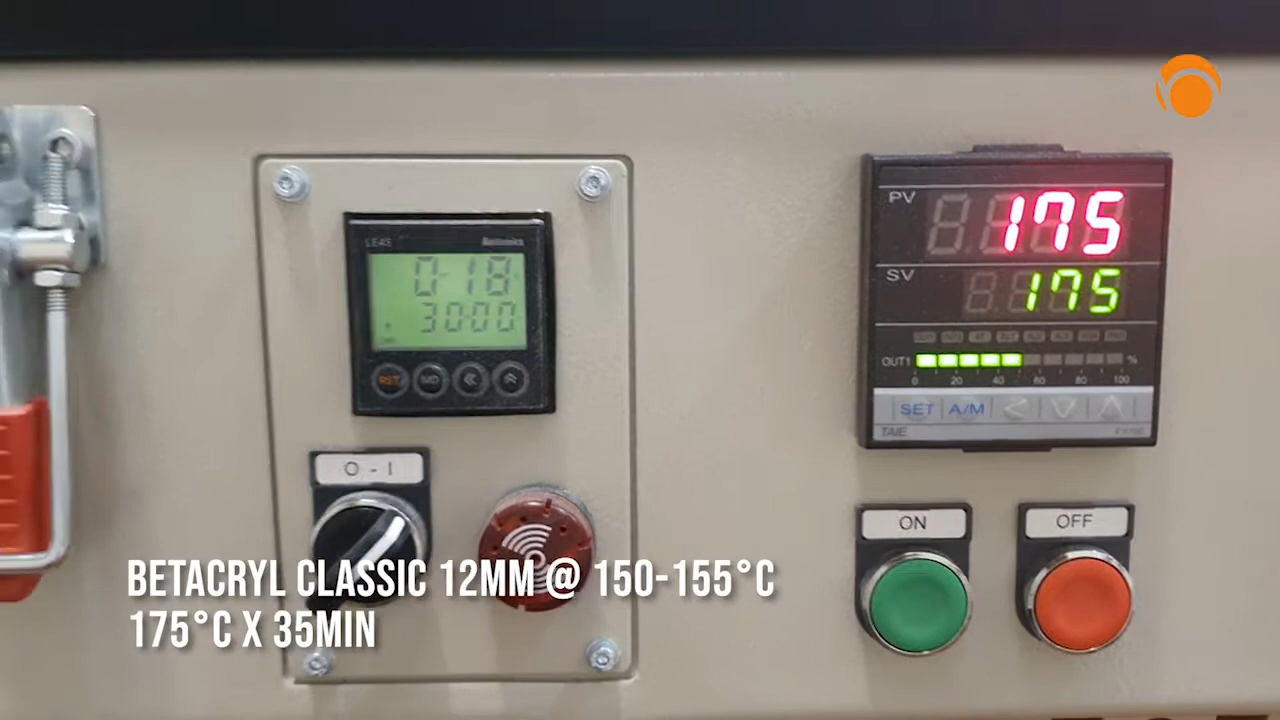 PV
175
SV
175
LE4S
Autonics
0-18
30:00
OUT1
%
0 20 40 60 80 100
RST MD
SET A/M
TAIE
O - I
ON
OFF
BETACRYL CLASSIC 12MM @ 150-155°C
175°C X 35MIN